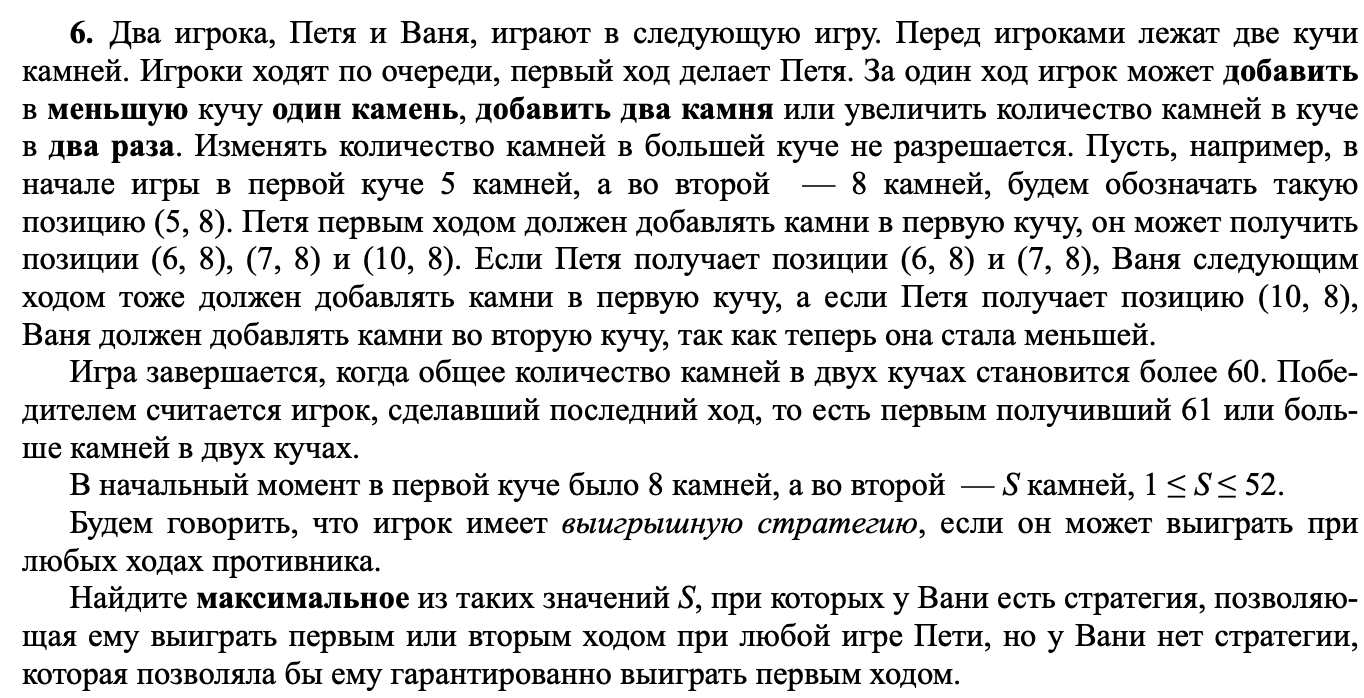 6. Два игрока, Петя и Ваня, играют в следующую игру. Перед игроками лежат две кучи
камней. Игроки ходят по очереди, первый ход делает Петя. За один ход игрок может добавить
в меньшую кучу один камень, добавить два камня или увеличить количество камней в куче
в два раза. Изменять количество камней в большей куче не разрешается. Пусть, например, в
начале игры в первой куче 5 камней, а во второй — 8 камней, будем обозначать такую
позицию (5, 8). Петя первым ходом должен добавлять камни в первую кучу, он может получить
позиции (6, 8), (7, 8) и (10, 8). Если Петя получает позиции (6, 8) и (7, 8), Ваня следующим
ходом тоже должен добавлять камни в первую кучу, а если Петя получает позицию (10, 8),
Ваня должен добавлять камни во вторую кучу, так как теперь она стала меньшей.
Игра завершается, когда общее количество камней в двух кучах становится более 60. Побе-
дителем считается игрок, сделавший последний ход, то есть первым получивший 61 или боль-
ше камней в двух кучах.
В начальный момент в первой куче было 8 камней, а во второй — S камней, 1 ≤ S ≤ 52.
Будем говорить, что игрок имеет выигрышную стратегию, если он может выиграть при
любых ходах противника.
Найдите максимальное из таких значений S, при которых у Вани есть стратегия, позволяю-
щая ему выиграть первым или вторым ходом при любой игре Пети, но у Вани нет стратегии,
которая позволяла бы ему гарантированно выиграть первым ходом.